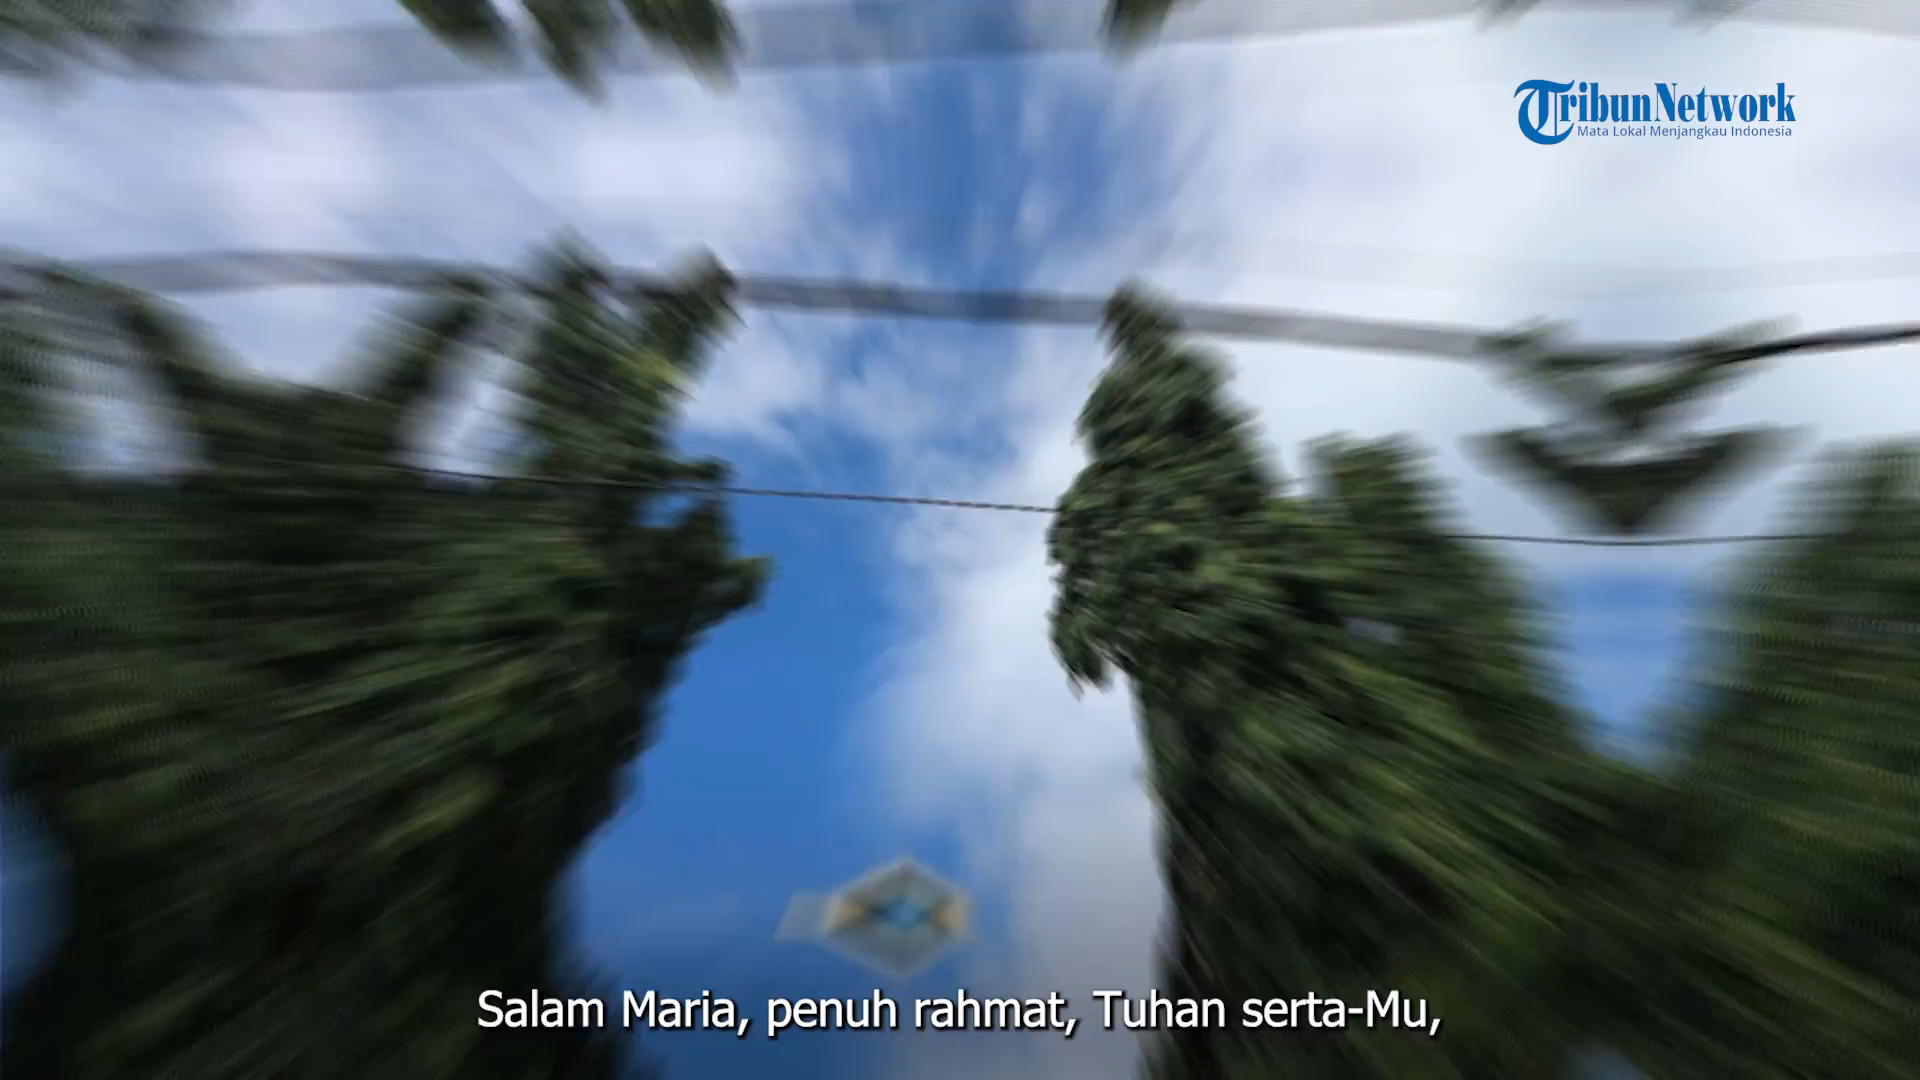 TribunNetwork
Mata Lokal Menjangkau Indonesia
Salam Maria, penuh rahmat, Tuhan serta-Mu,